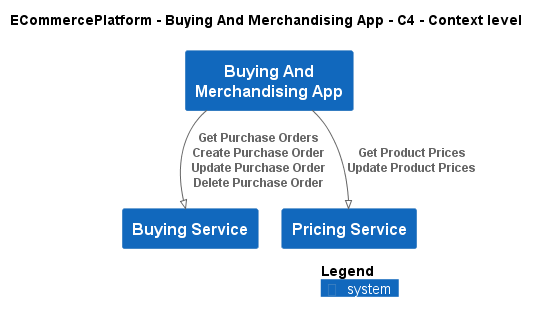 ECommercePlatform - Buying And Merchandising App - C4 - Context level
Buying And
Merchandising App
Get Purchase Orders
Create Purchase Order
Update Purchase Order
Delete Purchase Order
Get Product Prices
Update Product Prices
Buying Service
Pricing Service
Legend
system